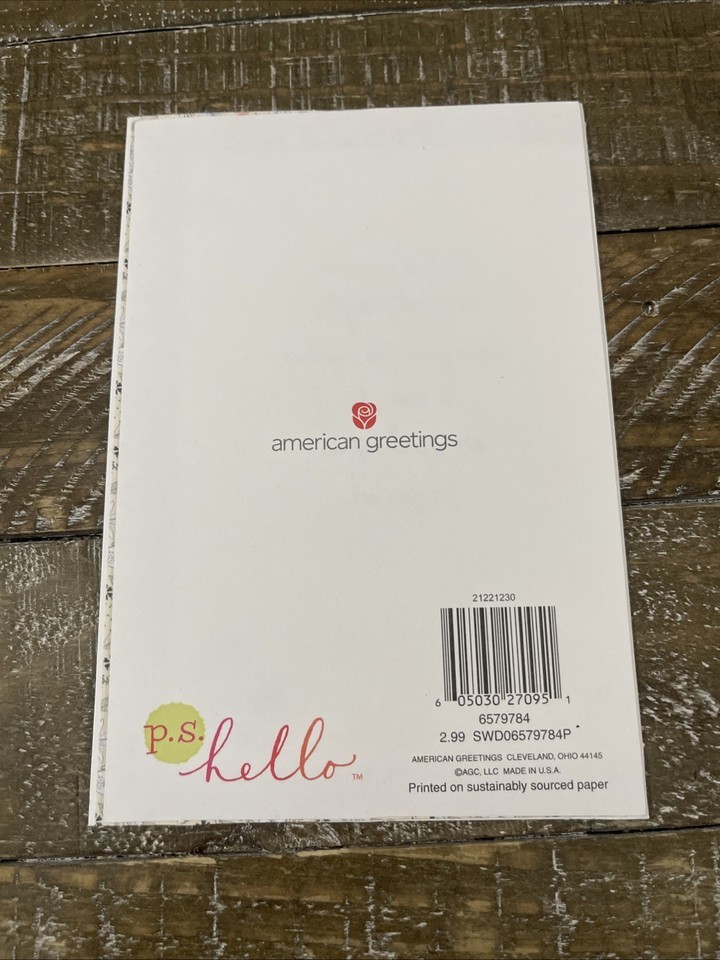 american greetings
21221230
6 05030 27095 1
6579784
2.99 SWD06579784P
p.s. hello™
AMERICAN GREETINGS CLEVELAND, OHIO 44145
©AGC, LLC MADE IN U.S.A.
Printed on sustainably sourced paper